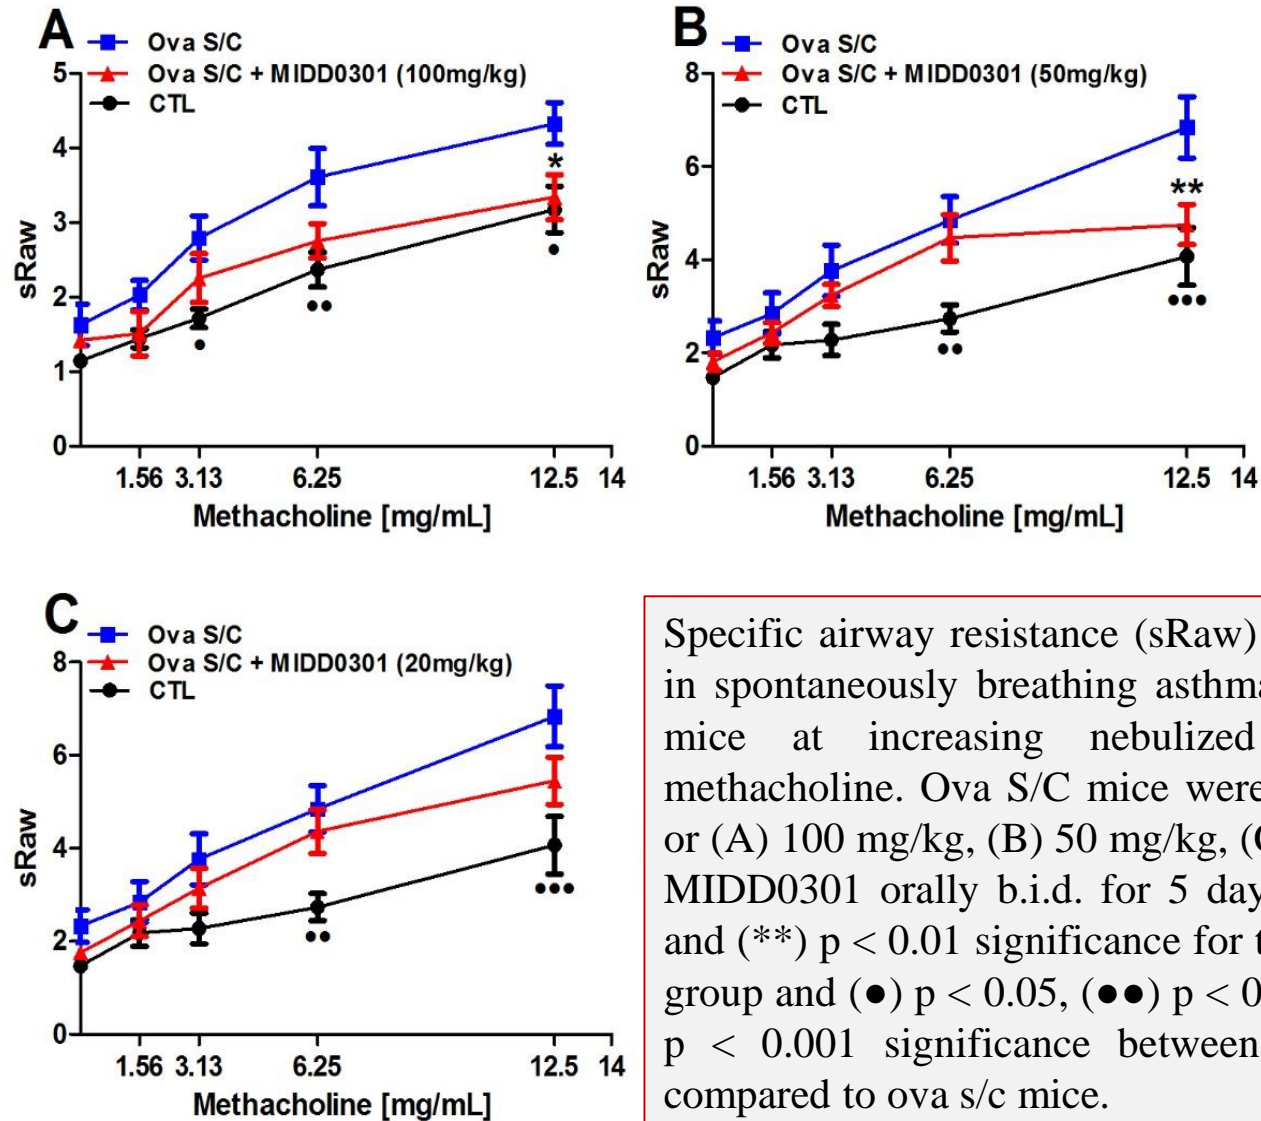 A
Ova S/C
Ova S/C + MIDD0301 (100mg/kg)
CTL
5
4
3
2
1
0
sRaw
*
●
●●
●
1.56 3.13 6.25 12.5 14
Methacholine [mg/mL]
B
Ova S/C
Ova S/C + MIDD0301 (50mg/kg)
CTL
8
6
4
2
0
sRaw
**
●●
●●●
1.56 3.13 6.25 12.5 14
Methacholine [mg/mL]
C
Ova S/C
Ova S/C + MIDD0301 (20mg/kg)
CTL
8
6
4
2
0
sRaw
●●
●●●
1.56 3.13 6.25 12.5 14
Methacholine [mg/mL]
Specific airway resistance (sRaw)
in spontaneously breathing asthma
mice at increasing nebulized
methacholine. Ova S/C mice were
or (A) 100 mg/kg, (B) 50 mg/kg, (C
MIDD0301 orally b.i.d. for 5 day
and (**) p < 0.01 significance for t
group and (●) p < 0.05, (●●) p < 0.
p < 0.001 significance between
compared to ova s/c mice.